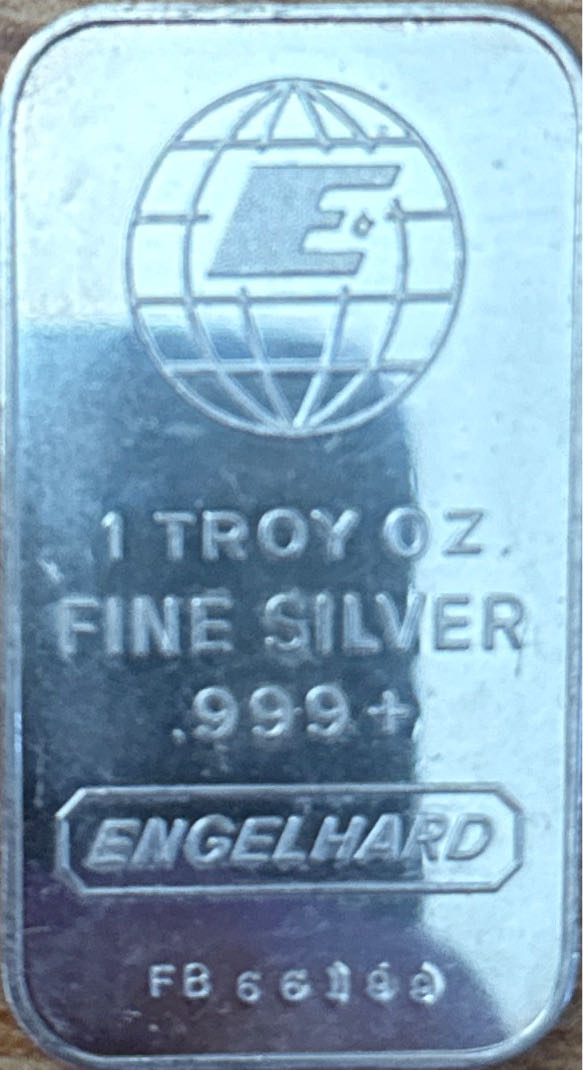 E
1 TROY OZ.
FINE SILVER
.999+
ENGELHARD
FB